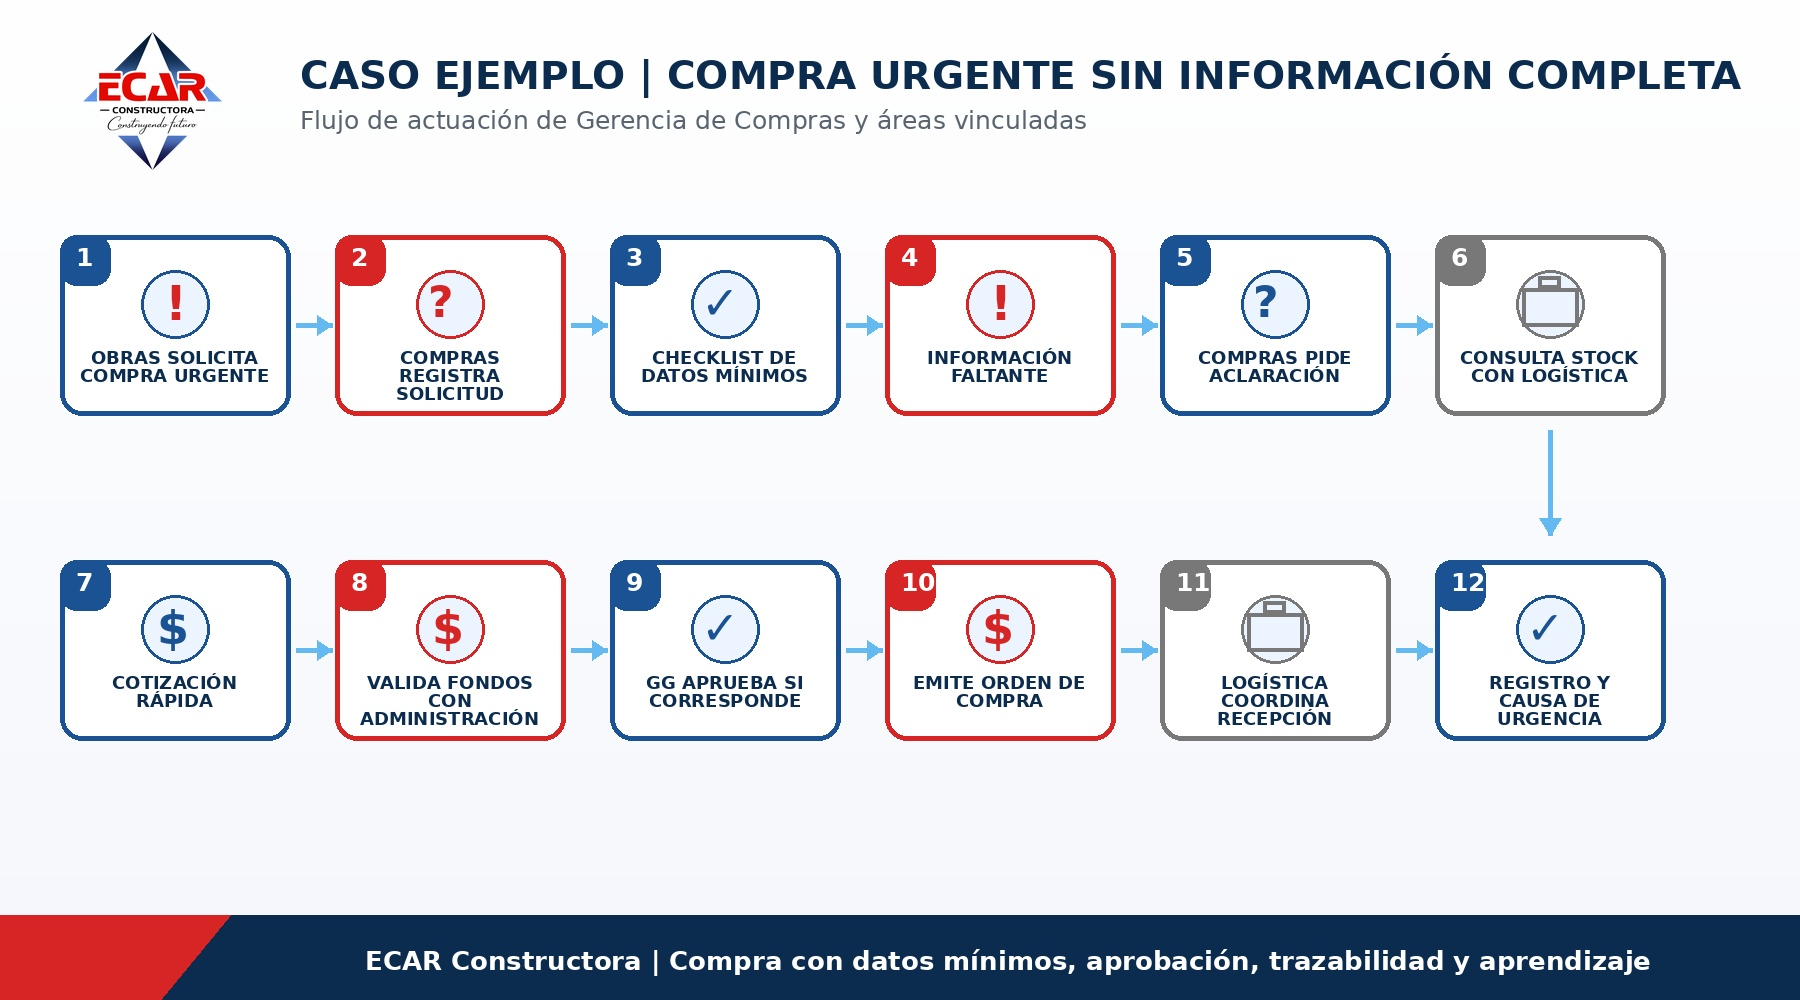 ECAR
CONSTRUCTORA
Construyendo futuro
CASO EJEMPLO | COMPRA URGENTE SIN INFORMACIÓN COMPLETA
Flujo de actuación de Gerencia de Compras y áreas vinculadas
1
!
OBRAS SOLICITA
COMPRA URGENTE
2
?
COMPRAS
REGISTRA
SOLICITUD
3
✓
CHECKLIST DE
DATOS MÍNIMOS
4
!
INFORMACIÓN
FALTANTE
5
?
COMPRAS PIDE
ACLARACIÓN
6
CONSULTA STOCK
CON LOGÍSTICA
7
$
COTIZACIÓN
RÁPIDA
8
$
VALIDA FONDOS
CON
ADMINISTRACIÓN
9
✓
GG APRUEBA SI
CORRESPONDE
10
$
EMITE ORDEN DE
COMPRA
11
LOGÍSTICA
COORDINA
RECEPCIÓN
12
✓
REGISTRO Y
CAUSA DE
URGENCIA
ECAR Constructora | Compra con datos mínimos, aprobación, trazabilidad y aprendizaje